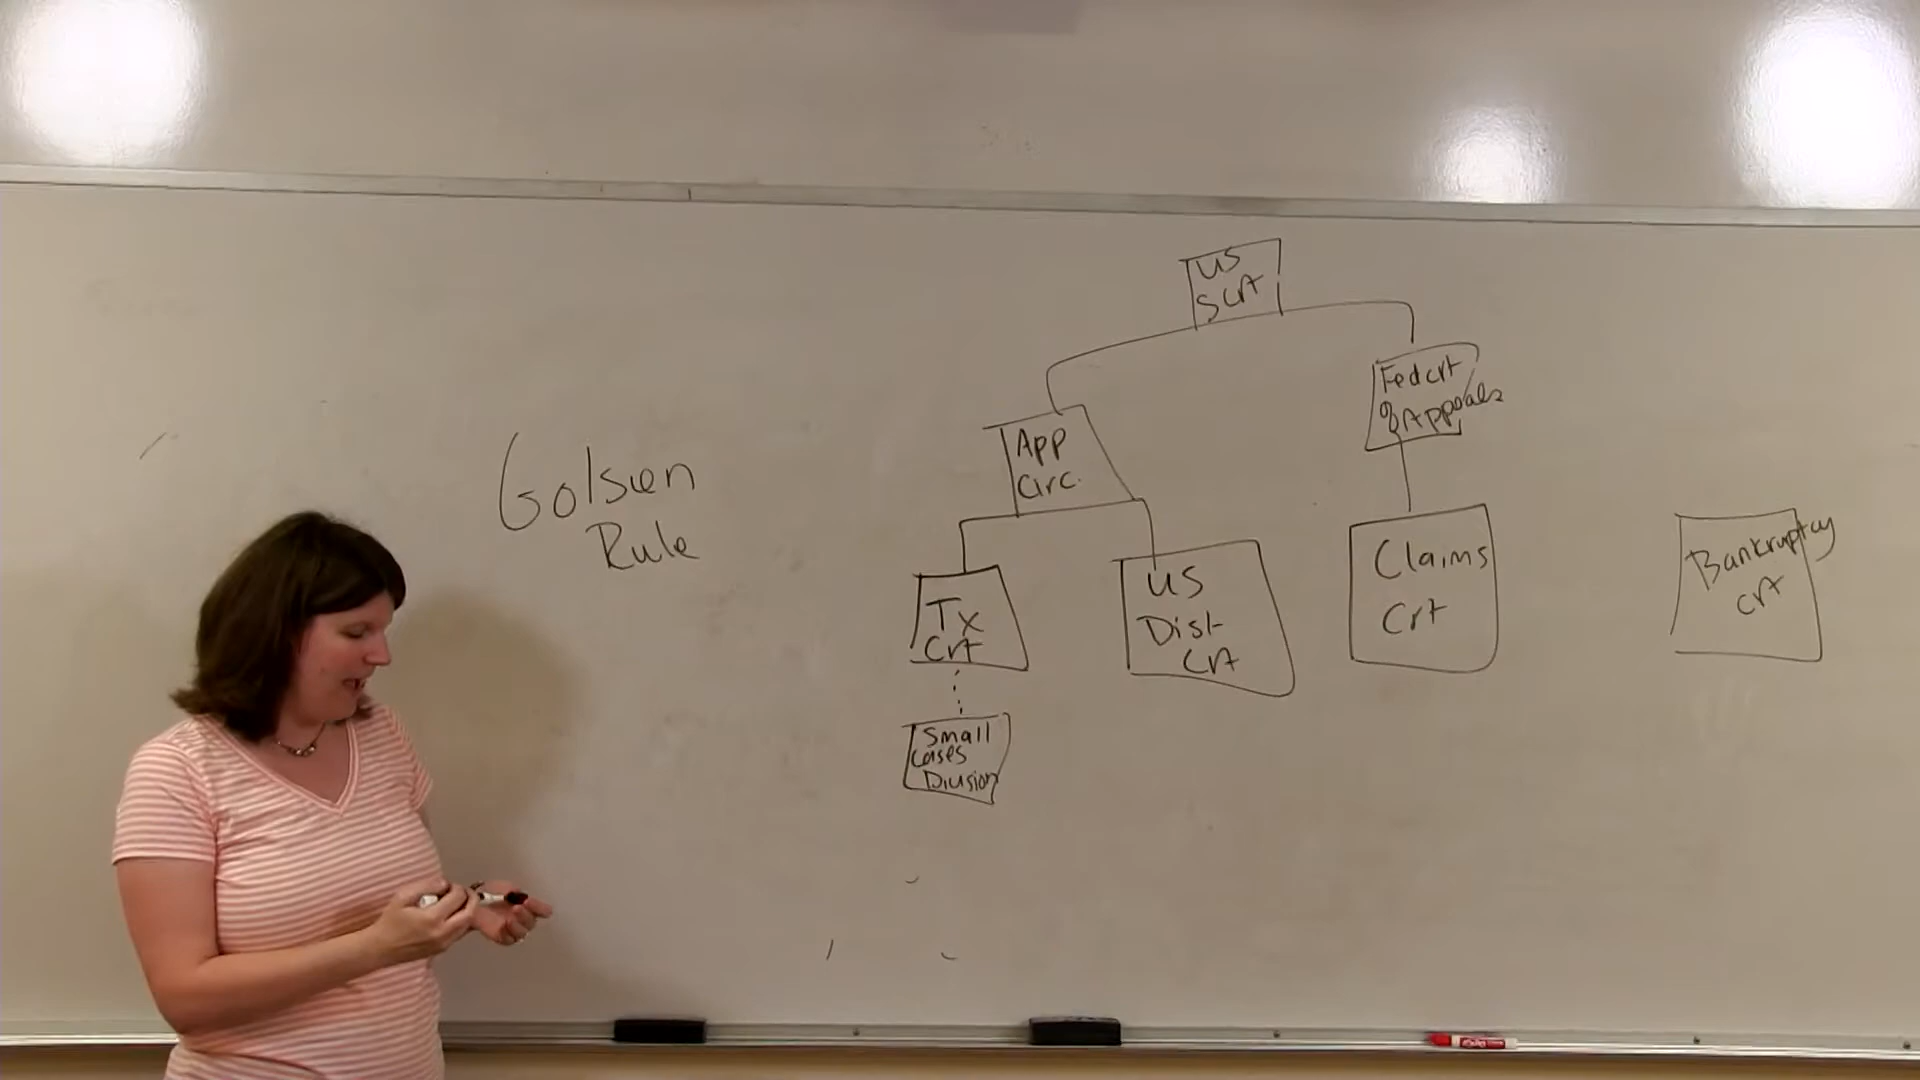 US
S Crt
Fed crt
of Appeals
App
Circ.
Golsen
Rule
Tx
Crt
US
Dist
Crt
Claims
Crt
Bankruptcy
crt
Small
Cases
Division